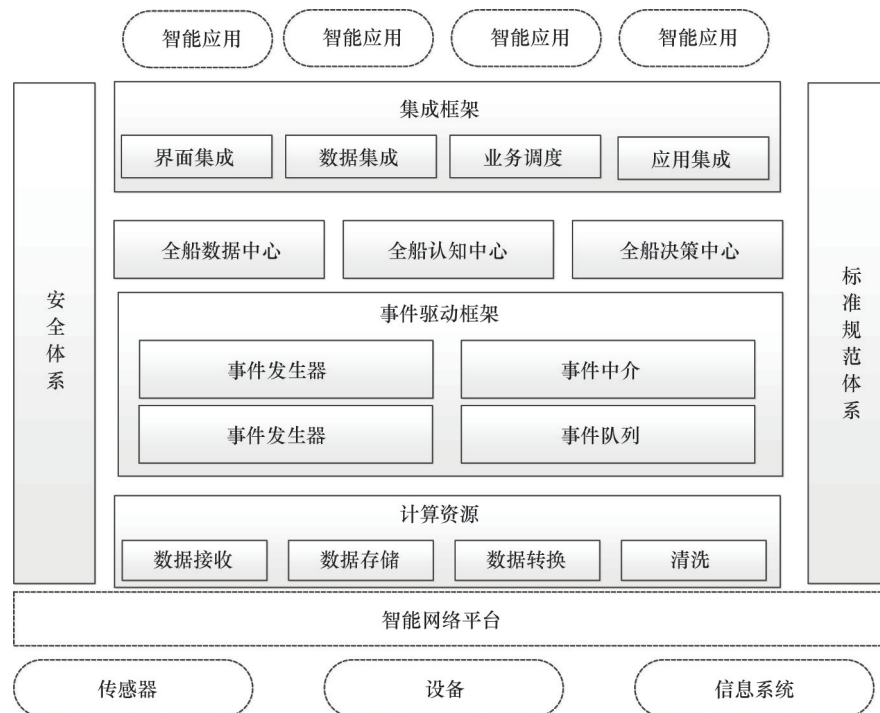 智能应用 智能应用 智能应用 智能应用
集成框架
界面集成 数据集成 业务调度 应用集成
全船数据中心 全船认知中心 全船决策中心
安全体系
标准规范体系
事件驱动框架
事件发生器 事件中介
事件发生器 事件队列
计算资源
数据接收 数据存储 数据转换 清洗
智能网络平台
传感器 设备 信息系统